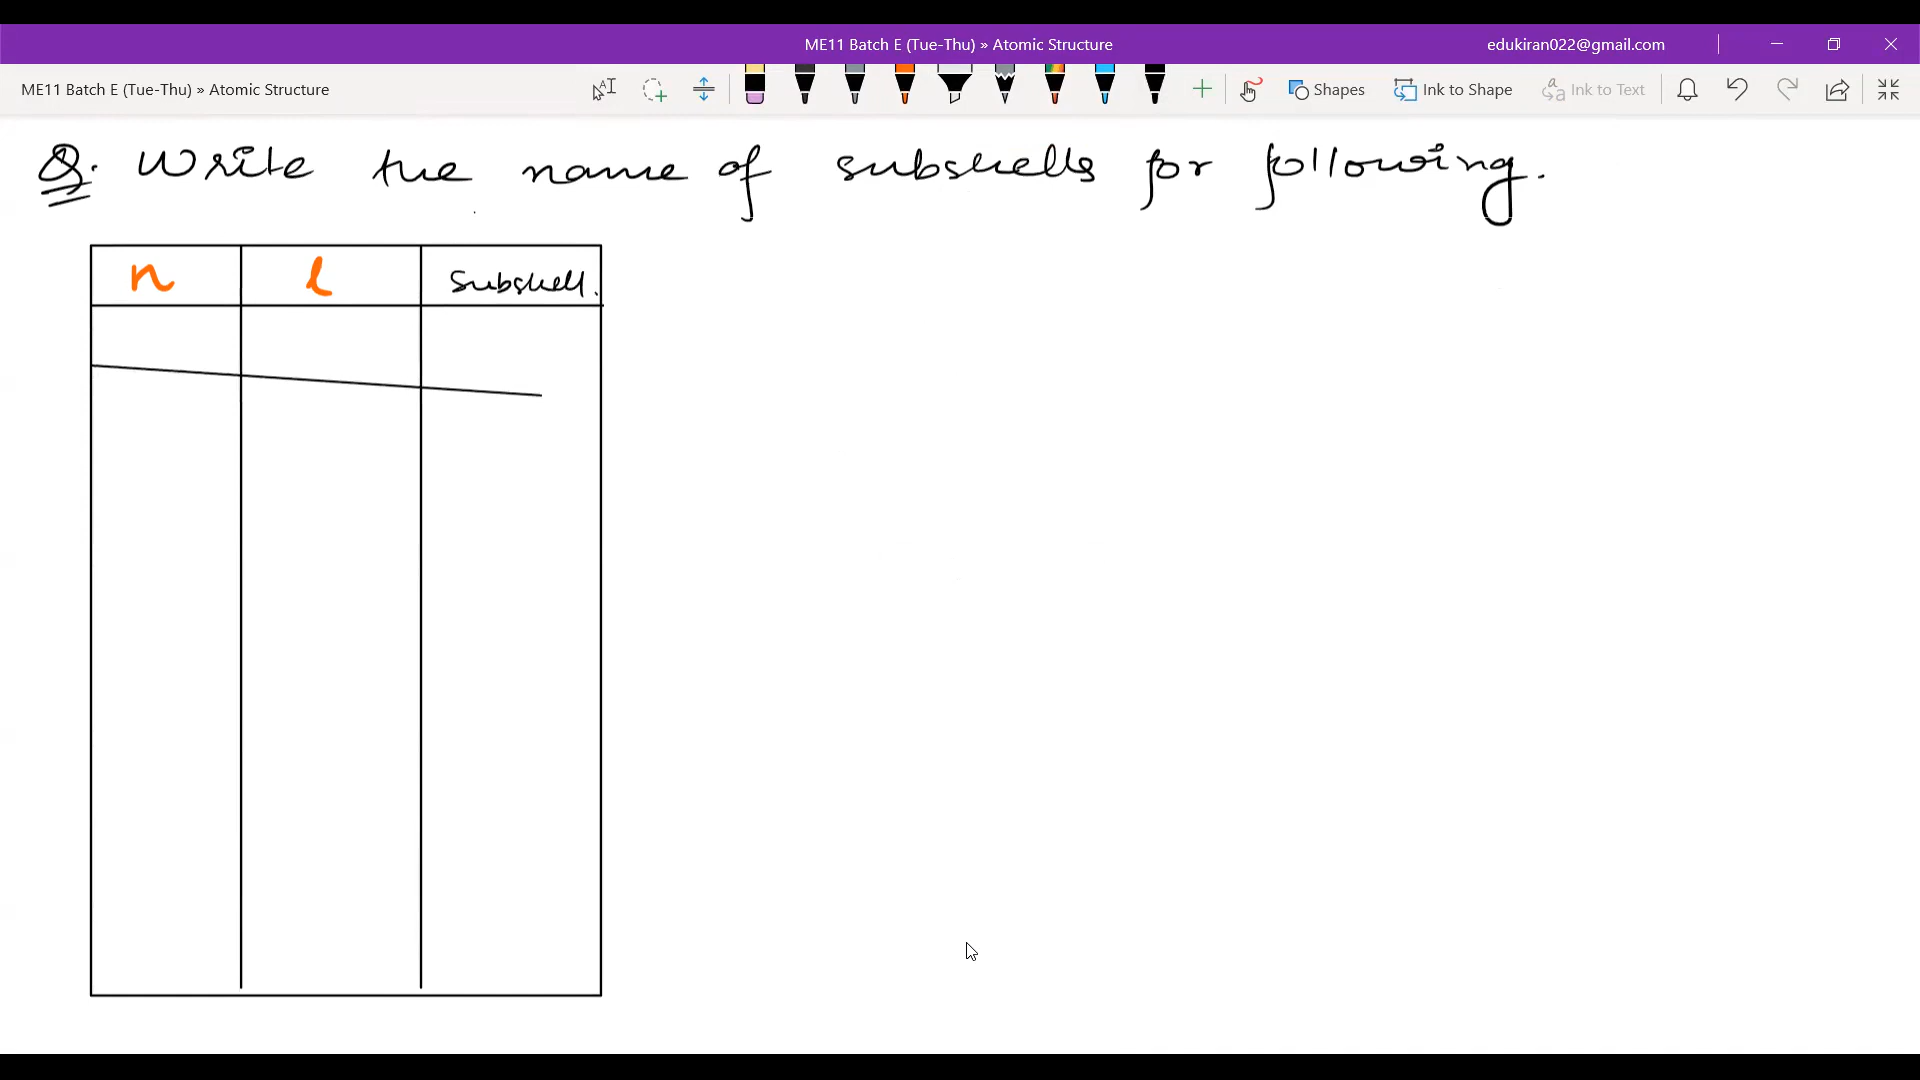 ME11 Batch E (Tue-Thu) » Atomic Structure
edukiran022@gmail.com
ME11 Batch E (Tue-Thu) » Atomic Structure
Shapes
Ink to Shape
Ink to Text
Q. Write the name of subshells for following.
n l Subshell.